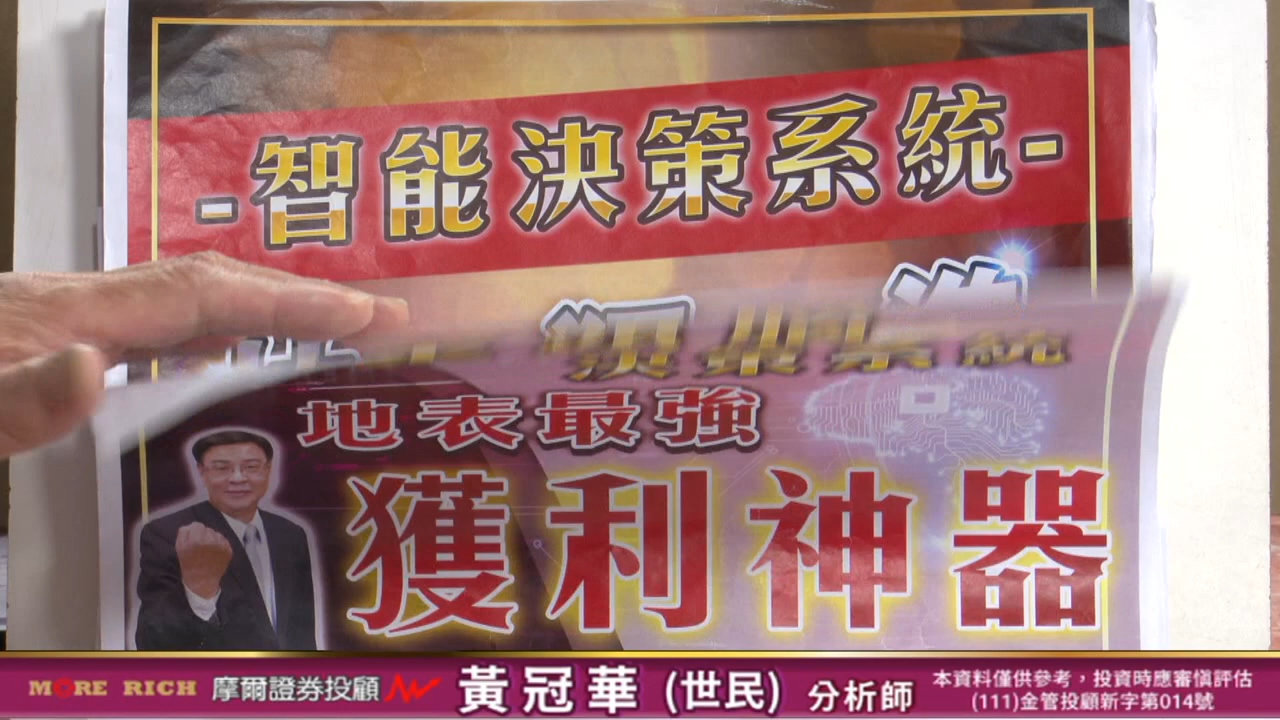 -智能決策系統-
地表最強
獲利神器
MORE RICH 摩爾證券投顧 黃冠華 (世民) 分析師
本資料僅供參考，投資時應審慎評估
(111)金管投顧新字第014號